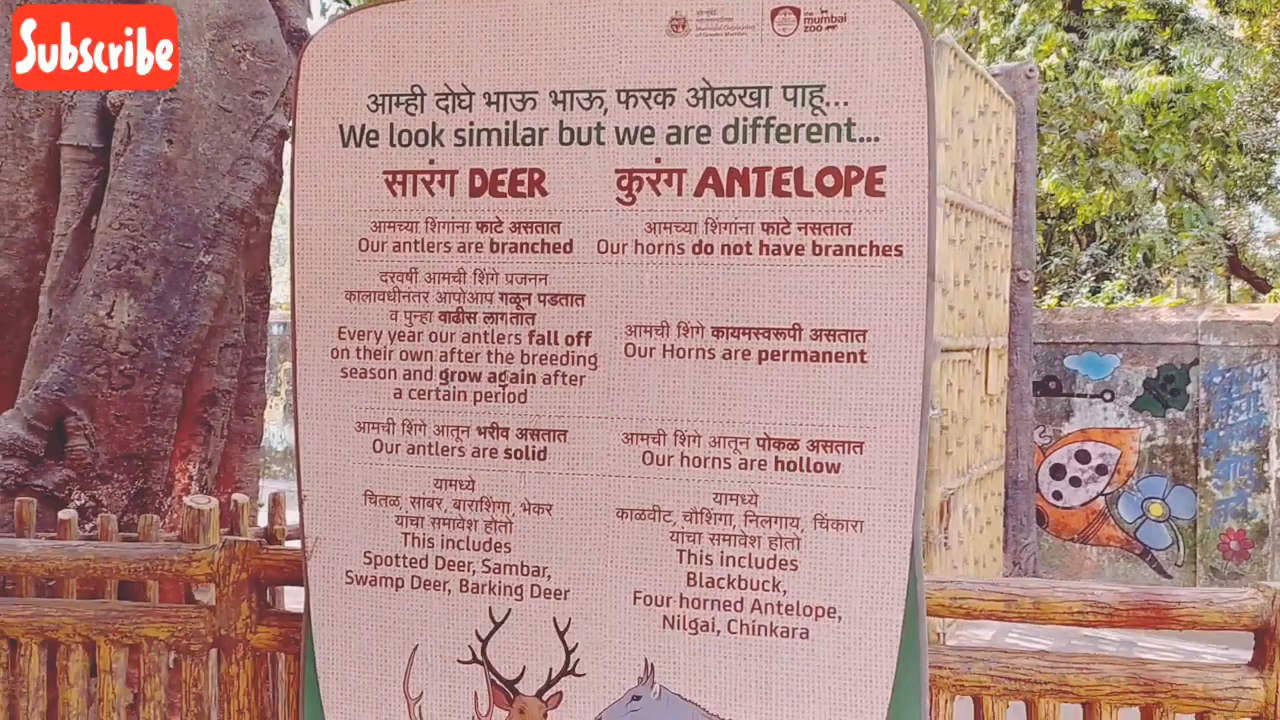 Subscribe
the mumbai zoo
आम्ही दोघे भाऊ भाऊ, फरक ओळखा पाहू...
We look similar but we are different...
सारंग DEER
आमच्या शिंगांना फाटे असतात
Our antlers are branched
दरवर्षी आमची शिंगे प्रजनन
कालावधीनंतर आपोआप गळून पडतात
व पुन्हा वाढीस लागतात
Every year our antlers fall off
on their own after the breeding
season and grow again after
a certain period
आमची शिंगे आतून भरीव असतात
Our antlers are solid
यामध्ये
चितळ, सांबर, बाराशिंगा, भेकर
यांचा समावेश होतो
This includes
Spotted Deer, Sambar,
Swamp Deer, Barking Deer
कुरंग ANTELOPE
आमच्या शिंगांना फाटे नसतात
Our horns do not have branches
आमची शिंगे कायमस्वरूपी असतात
Our Horns are permanent
आमची शिंगे आतून पोकळ असतात
Our horns are hollow
यामध्ये
काळवीट, चौशिंगा, निलगाय, चिंकारा
यांचा समावेश होतो
This includes
Blackbuck,
Four horned Antelope,
Nilgai, Chinkara